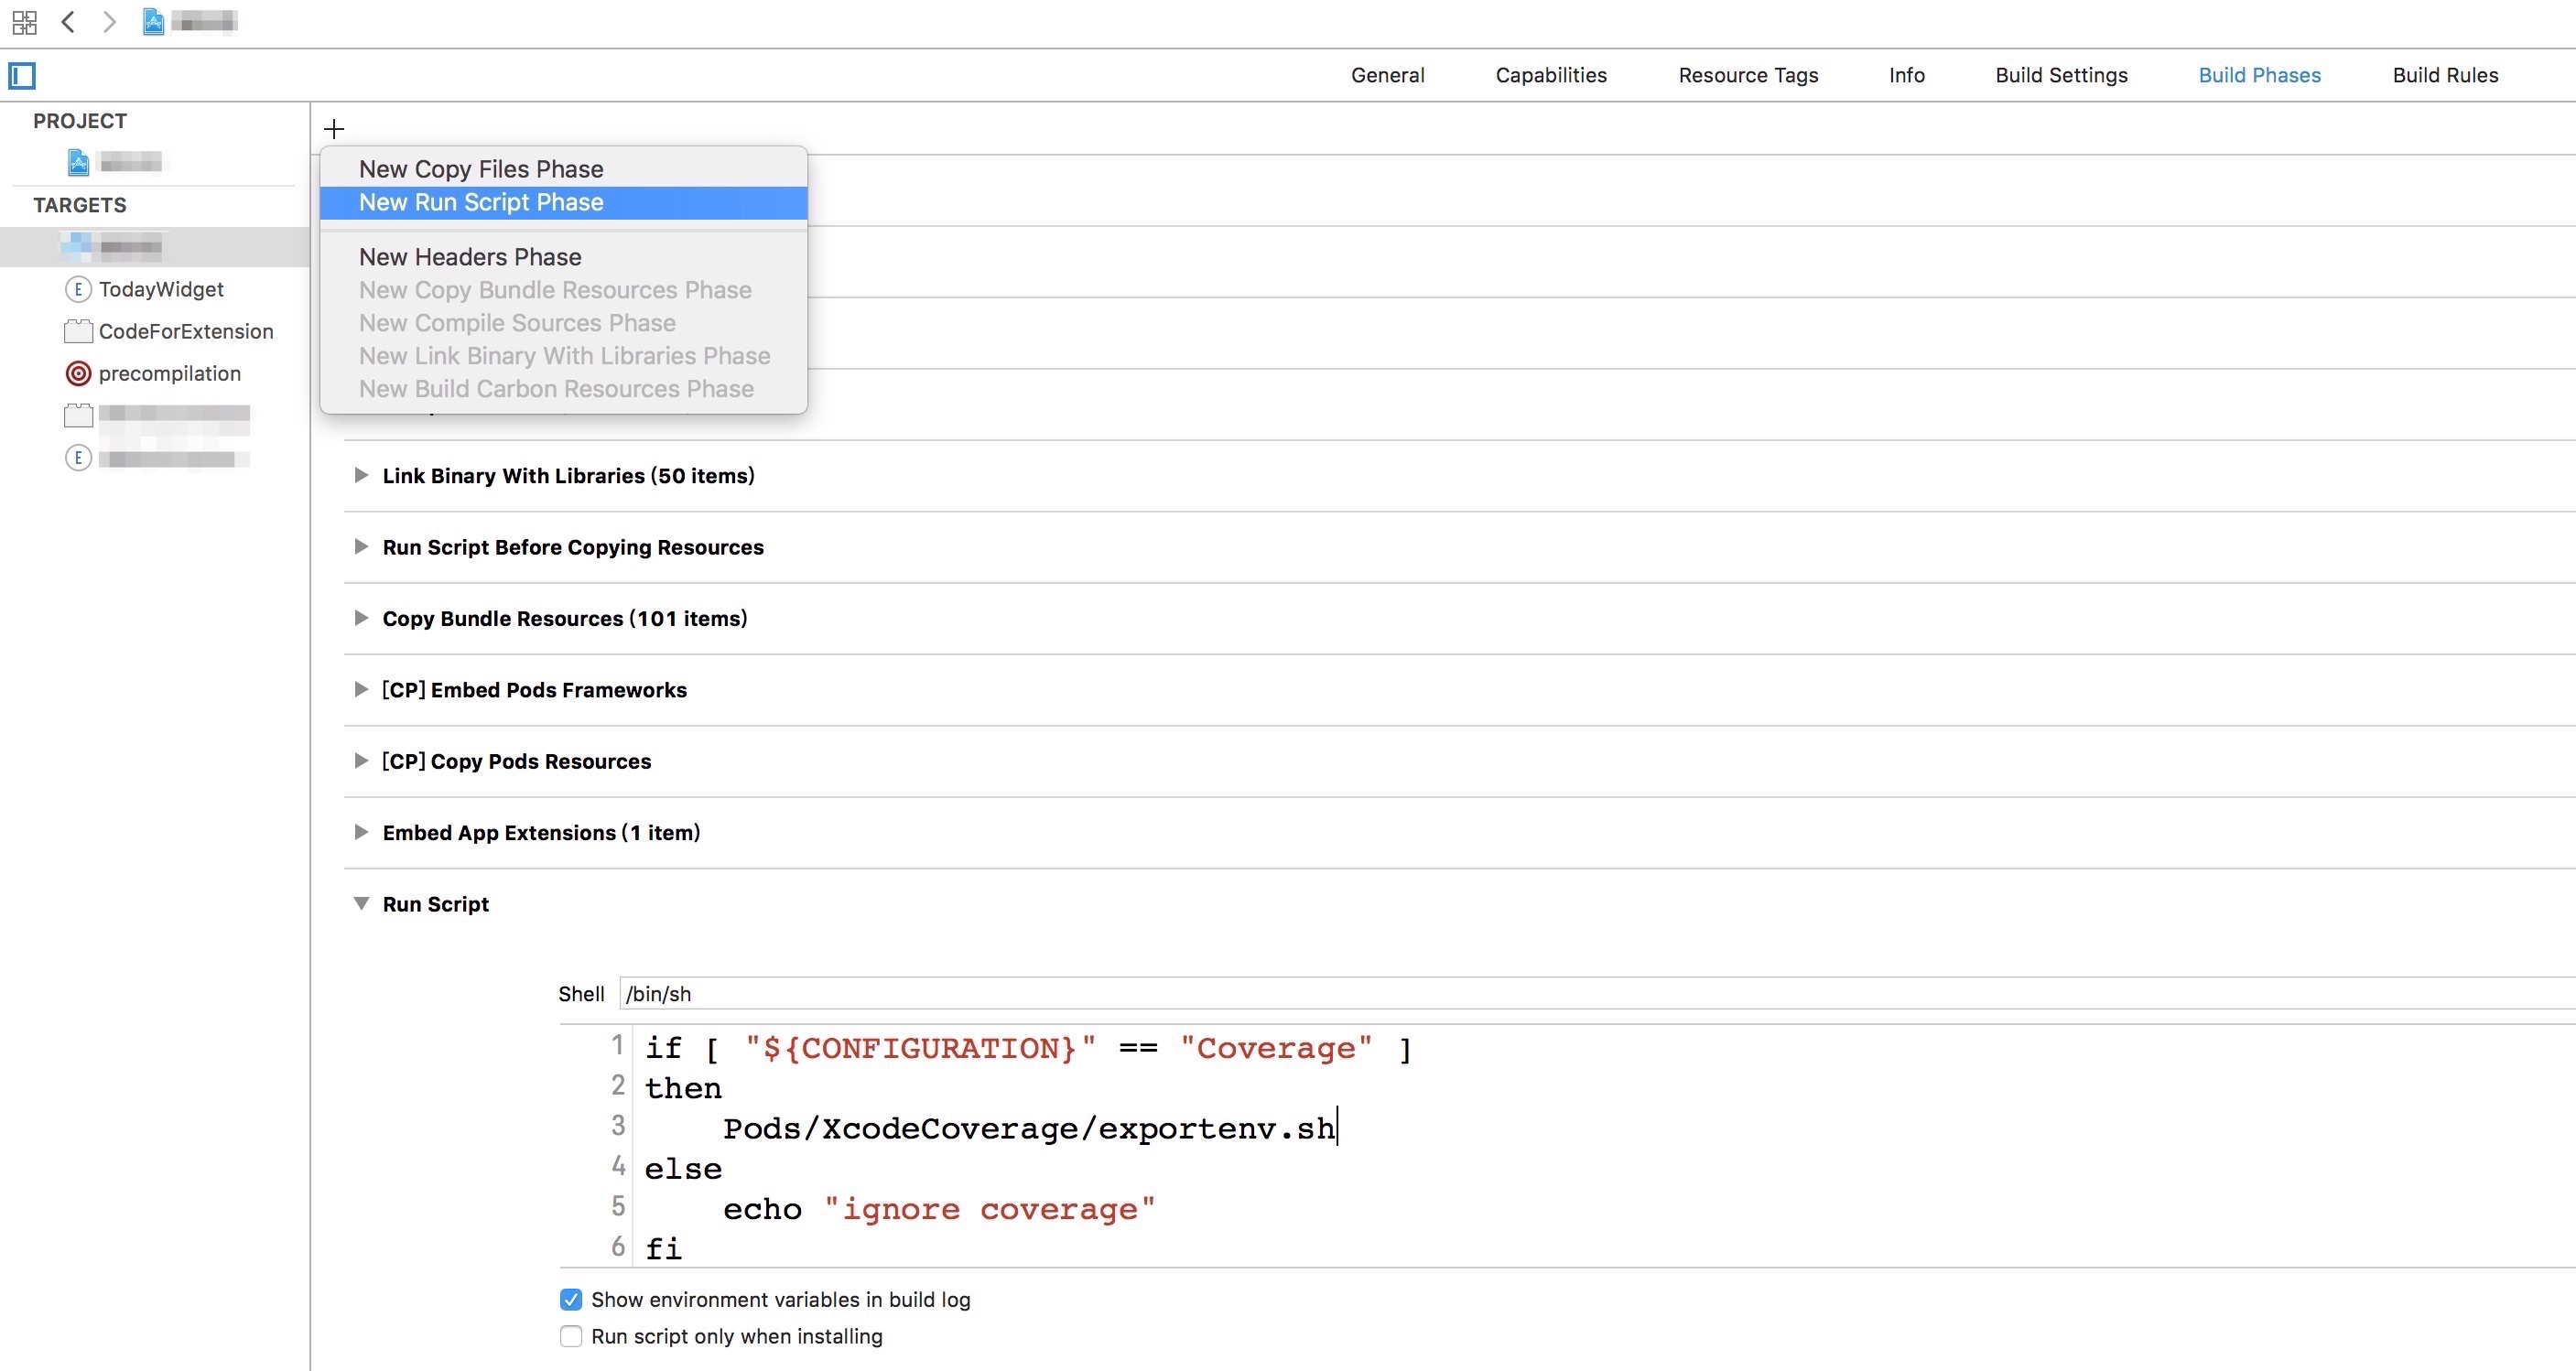 General Capabilities Resource Tags Info Build Settings Build Phases Build Rules
PROJECT
TARGETS
E TodayWidget
CodeForExtension
precompilation
E
New Copy Files Phase
New Run Script Phase
New Headers Phase
New Copy Bundle Resources Phase
New Compile Sources Phase
New Link Binary With Libraries Phase
New Build Carbon Resources Phase
Link Binary With Libraries (50 items)
Run Script Before Copying Resources
Copy Bundle Resources (101 items)
[CP] Embed Pods Frameworks
[CP] Copy Pods Resources
Embed App Extensions (1 item)
Run Script
Shell /bin/sh
1 if [ "${CONFIGURATION}" == "Coverage" ]
2 then
3 Pods/XcodeCoverage/exportenv.sh
4 else
5 echo "ignore coverage"
6 fi
Show environment variables in build log
Run script only when installing